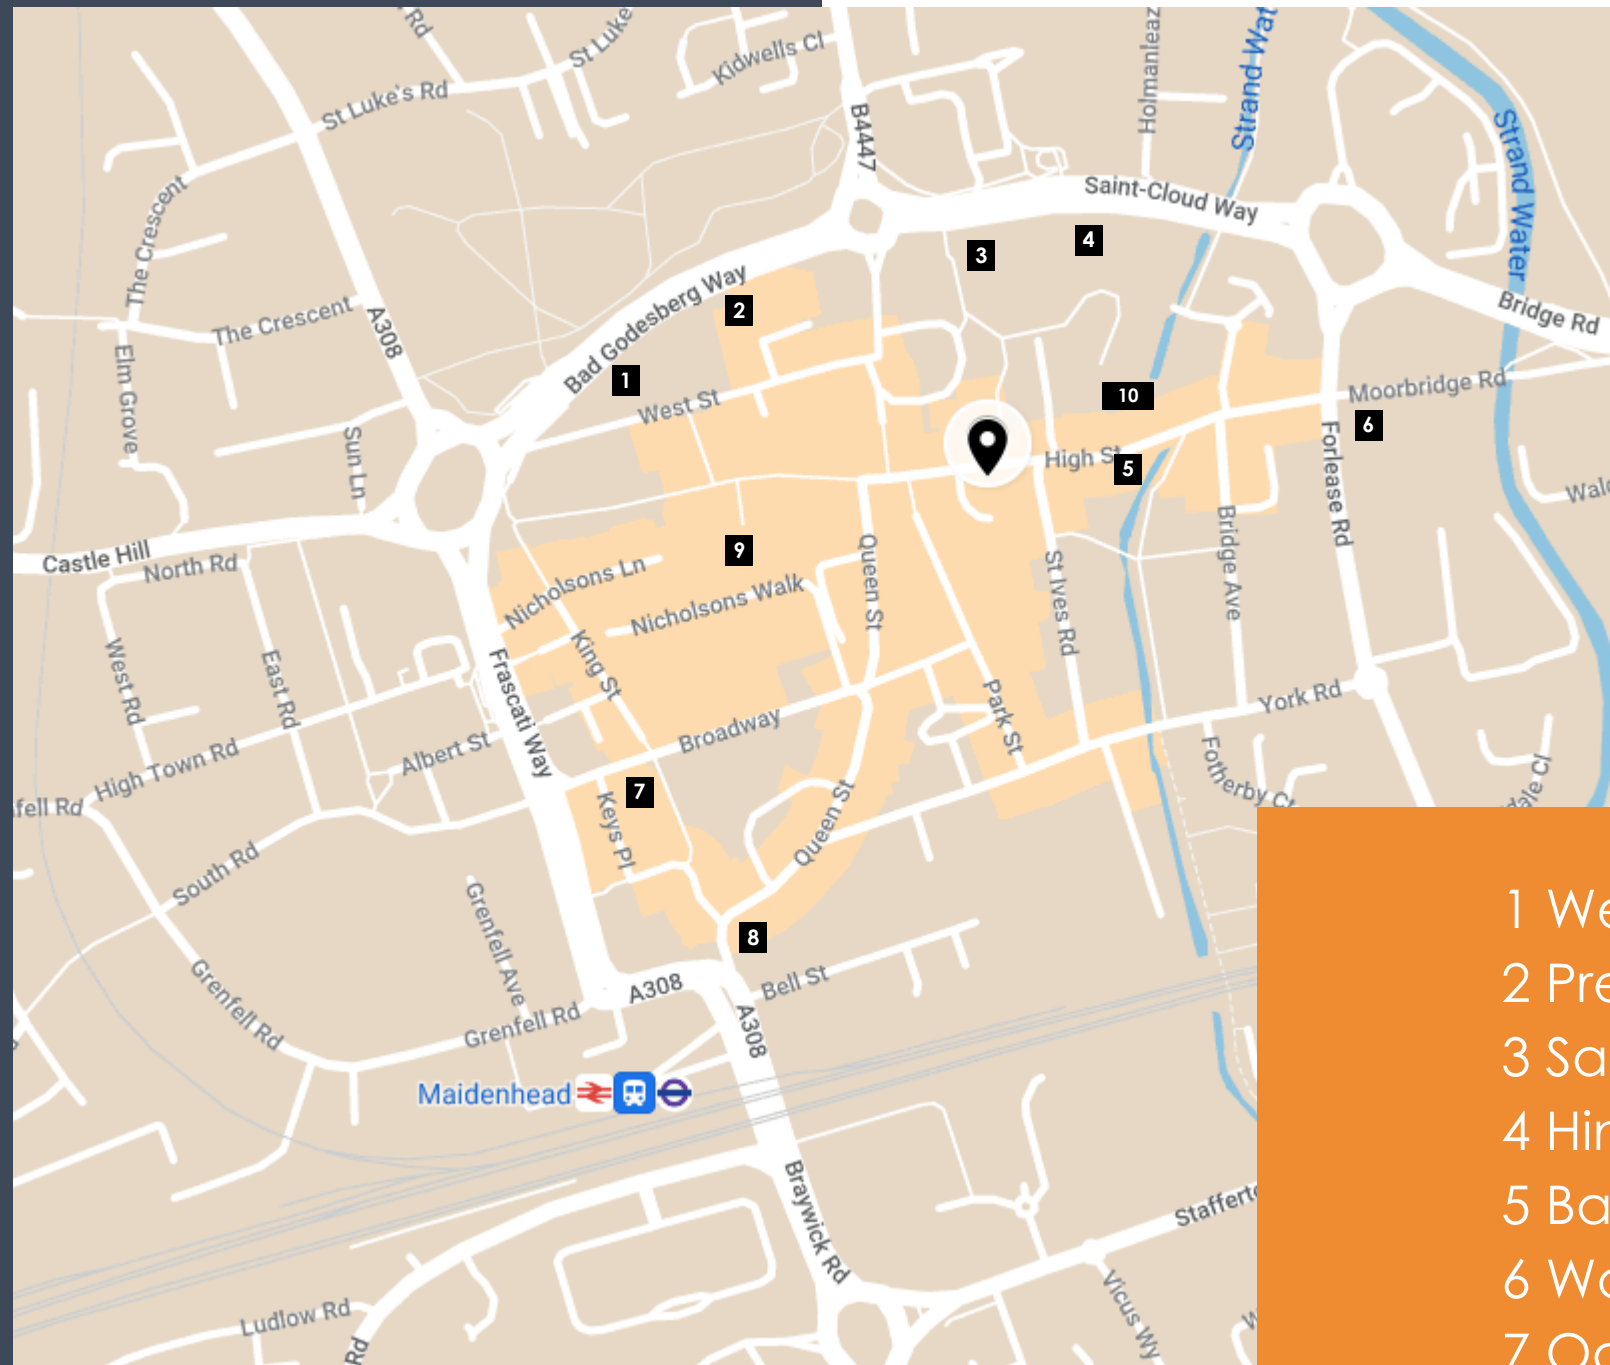 Rd
St Luke
Kidwells Cl
St Luke's Rd
B4447
Holmanleaz
Strand Wat
Strand Water
Saint-Cloud Way
The Crescent
3
4
Bad Godesberg Way
2
Bridge Rd
The Crescent
A308
Elm Grove
1
West St
10
Moorbridge Rd
6
Sun Ln
High St
5
Forlease Rd
Castle Hill
North Rd
9
Nicholsons Ln
Nicholsons Walk
Queen St
St Ives Rd
Bridge Ave
West Rd
East Rd
King St
Frascati Way
Park St
York Rd
Broadway
High Town Rd
Albert St
Fotherby Ct
dale Cl
fell Rd
7
Keys Pl
Queen St
South Rd
Grenfell Ave
8
Bell St
A308
A308
Grenfell Rd
Grenfell Rd
Maidenhead
Braywick Rd
Vicus Wy
Ludlow Rd
Rd
1 We
2 Pre
3 Sa
5 Ba